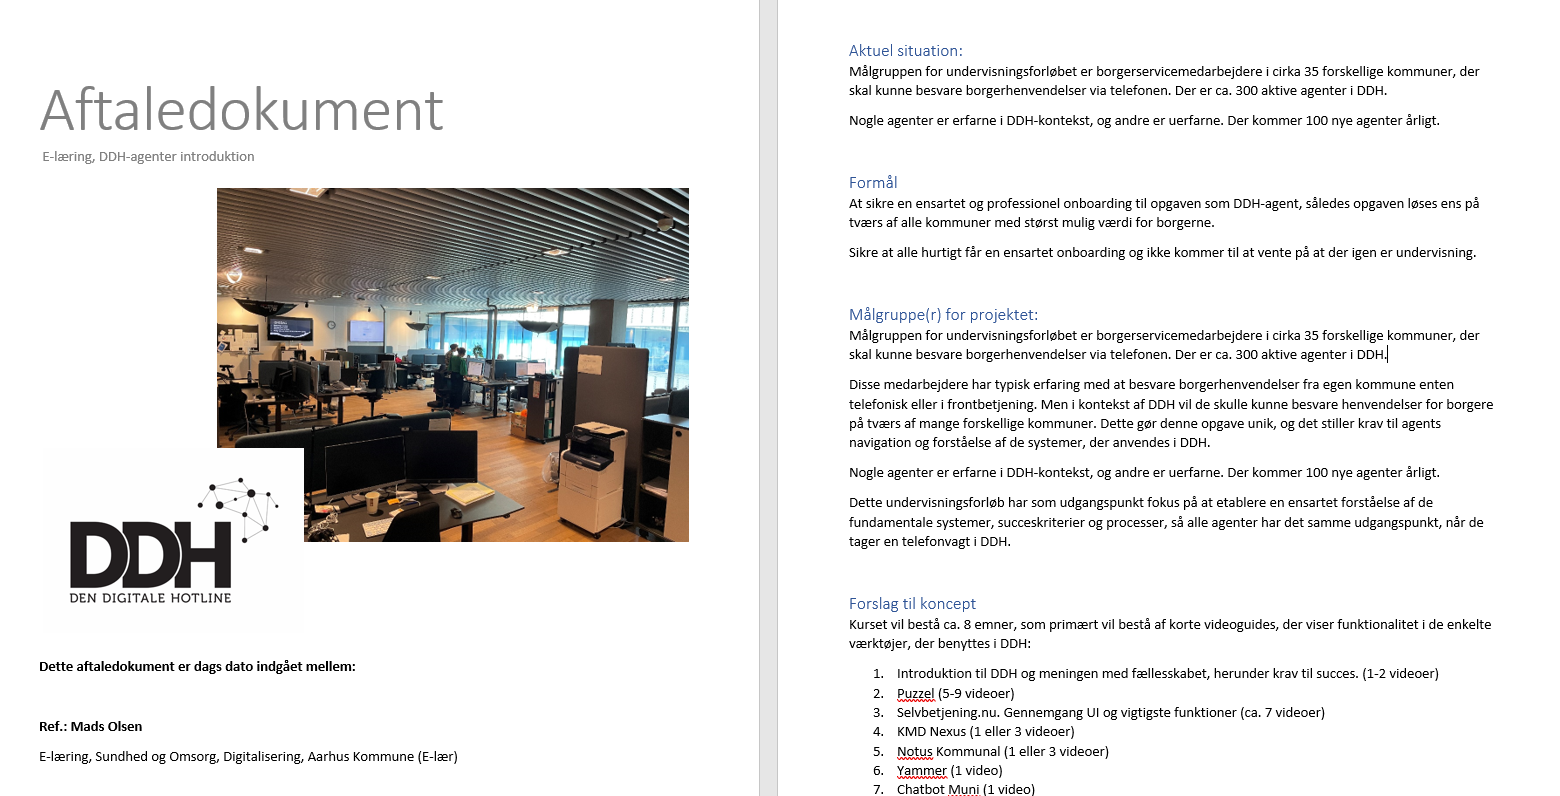 Aftaledokument
E-læring, DDH-agenter introduktion
DDH
DEN DIGITALE HOTLINE
Dette aftaledokument er dags dato indgået mellem:
Ref.: Mads Olsen
E-læring, Sundhed og Omsorg, Digitalisering, Aarhus Kommune (E-lær)
Aktuel situation:
Målgruppen for undervisningsforløbet er borgerservicemedarbejdere i cirka 35 forskellige kommuner, der
skal kunne besvare borgerhenvendelser via telefonen. Der er ca. 300 aktive agenter i DDH.
Nogle agenter er erfarne i DDH-kontekst, og andre er uerfarne. Der kommer 100 nye agenter årligt.
Formål
At sikre en ensartet og professionel onboarding til opgaven som DDH-agent, således opgaven løses ens på
tværs af alle kommuner med størst mulig værdi for borgerne.
Sikre at alle hurtigt får en ensartet onboarding og ikke kommer til at vente på at der igen er undervisning.
Målgruppe(r) for projektet:
Målgruppen for undervisningsforløbet er borgerservicemedarbejdere i cirka 35 forskellige kommuner, der
skal kunne besvare borgerhenvendelser via telefonen. Der er ca. 300 aktive agenter i DDH.
Disse medarbejdere har typisk erfaring med at besvare borgerhenvendelser fra egen kommune enten
telefonisk eller i frontbetjening. Men i kontekst af DDH vil de skulle kunne besvare henvendelser for borgere
på tværs af mange forskellige kommuner. Dette gør denne opgave unik, og det stiller krav til agents
navigation og forståelse af de systemer, der anvendes i DDH.
Nogle agenter er erfarne i DDH-kontekst, og andre er uerfarne. Der kommer 100 nye agenter årligt.
Dette undervisningsforløb har som udgangspunkt fokus på at etablere en ensartet forståelse af de
fundamentale systemer, succeskriterier og processer, så alle agenter har det samme udgangspunkt, når de
tager en telefonvagt i DDH.
Forslag til koncept
Kurset vil bestå ca. 8 emner, som primært vil bestå af korte videoguides, der viser funktionalitet i de enkelte
værktøjer, der benyttes i DDH:
1. Introduktion til DDH og meningen med fællesskabet, herunder krav til succes. (1-2 videoer)
2. Puzzel (5-9 videoer)
3. Selvbetjening.nu. Gennemgang UI og vigtigste funktioner (ca. 7 videoer)
4. KMD Nexus (1 eller 3 videoer)
5. Notus Kommunal (1 eller 3 videoer)
6. Yammer (1 video)
7. Chatbot Muni (1 video)